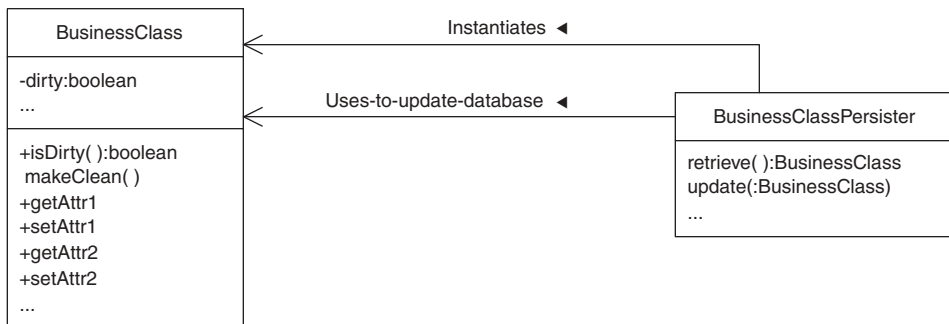 BusinessClass
-dirty:boolean
...
+isDirty( ):boolean
makeClean( )
+getAttr1
+setAttr1
+getAttr2
+setAttr2
...
Instantiates ◄
Uses-to-update-database ◄
BusinessClassPersister
retrieve( ):BusinessClass
update(:BusinessClass)
...